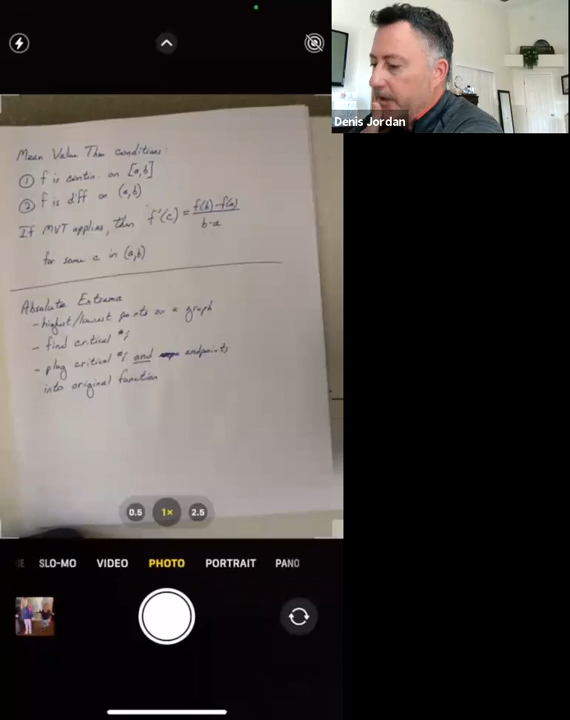 Denis Jordan
Mean Value Thm conditions:
① f is contin. on [a,b]
② f is diff on (a,b)
If MVT applies, then f'(c) = f(b)-f(a)
b-a
for some c in (a,b)
Absolute Extrema
- highest/lowest points on a graph
- find critical #s
- plug critical #s and endpoints
into original function
0.5 1× 2.5
SLO-MO VIDEO PHOTO PORTRAIT PANO